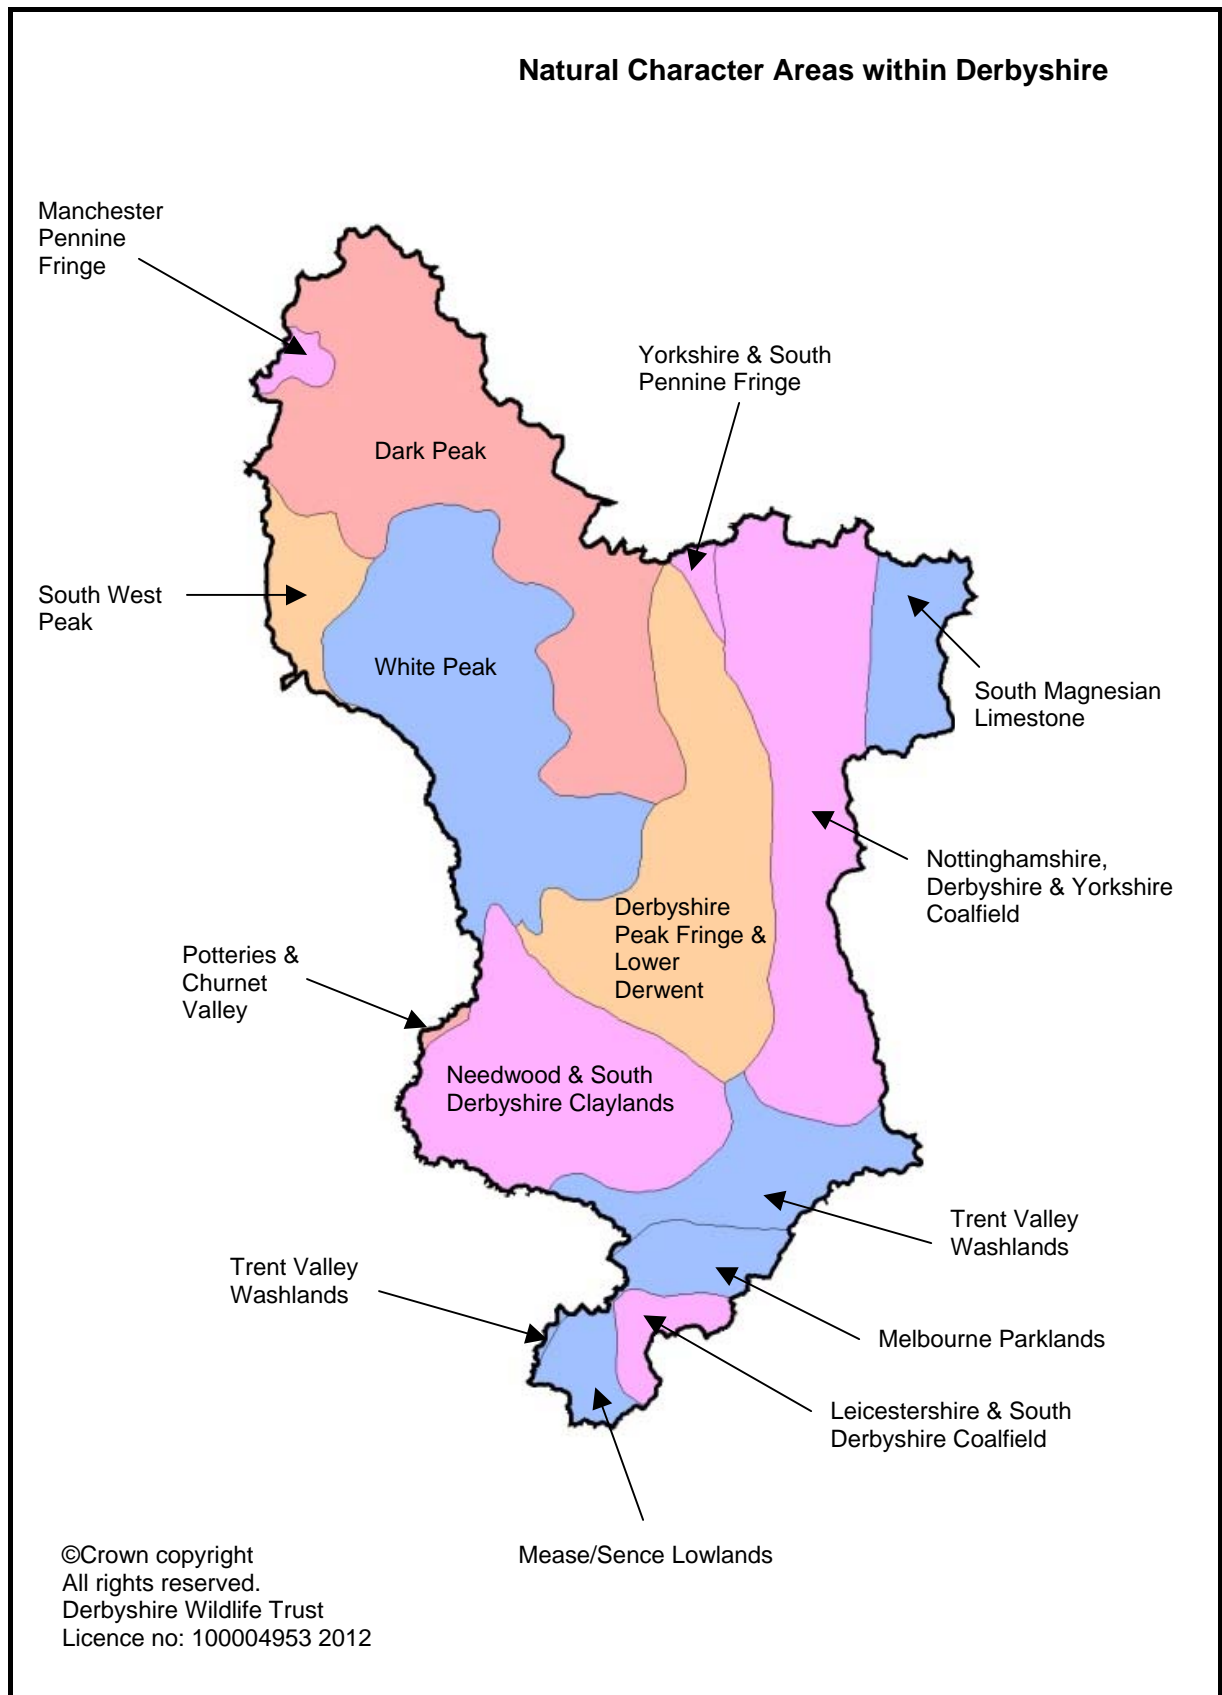 Natural Character Areas within Derbyshire
Manchester
Pennine
Fringe
Yorkshire & South
Pennine Fringe
Dark Peak
South West
Peak
White Peak
South Magnesian
Limestone
Nottinghamshire,
Derbyshire & Yorkshire
Coalfield
Derbyshire
Peak Fringe &
Lower
Derwent
Potteries &
Churnet
Valley
Needwood & South
Derbyshire Claylands
Trent Valley
Washlands
Trent Valley
Washlands
Melbourne Parklands
Leicestershire & South
Derbyshire Coalfield
Mease/Sence Lowlands
©Crown copyright
All rights reserved.
Derbyshire Wildlife Trust
Licence no: 100004953 2012